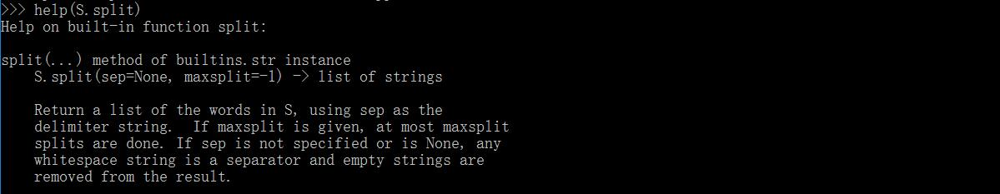 >>> help(S.split)
Help on built-in function split:
split(...) method of builtins.str instance
S.split(sep=None, maxsplit=-1) -> list of strings
Return a list of the words in S, using sep as the
delimiter string.  If maxsplit is given, at most maxsplit
splits are done. If sep is not specified or is None, any
whitespace string is a separator and empty strings are
removed from the result.